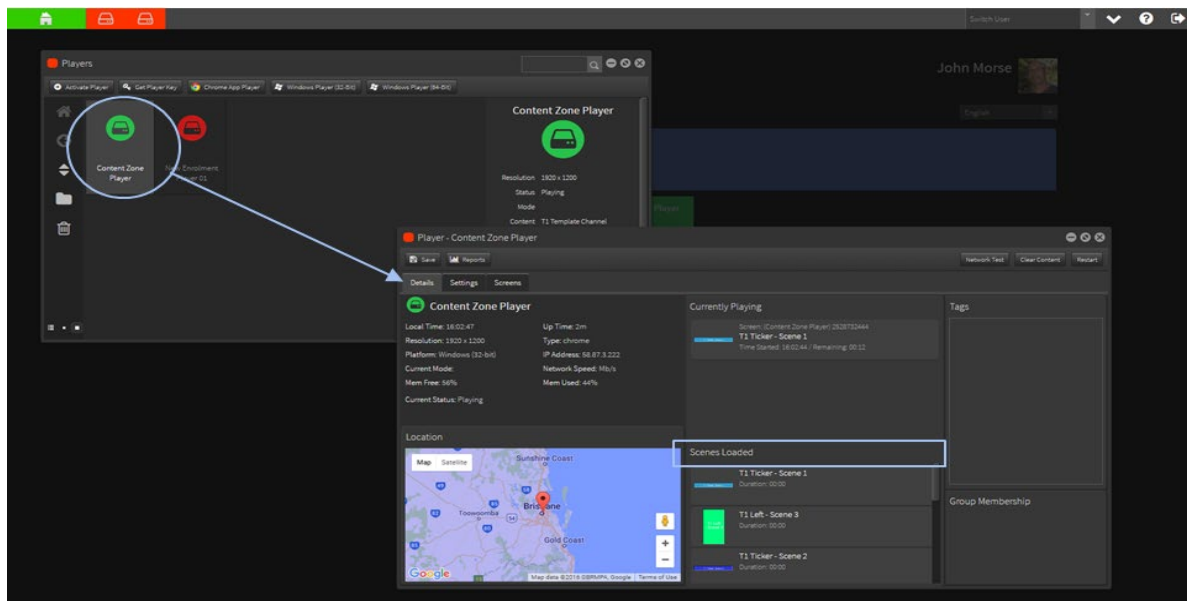 Switch User
Players
Activate Player
Get Player Key
Chrome App Player
Windows Player (32-Bit)
Windows Player (64-Bit)
John Morse
English
Content Zone
Player
New Enrolment
Player 01
Content Zone Player
Resolution 1920 x 1200
Status Playing
Mode
Content T1 Template Channel
Player
Player - Content Zone Player
Save
Reports
Network Test
Clear Content
Restart
Details
Settings
Screens
Content Zone Player
Local Time: 16:02:47
Up Time: 2m
Resolution: 1920 x 1200
Type: chrome
Platform: Windows (32-bit)
IP Address: 58.87.3.222
Current Mode:
Network Speed: Mb/s
Mem Free: 56%
Mem Used: 44%
Current Status: Playing
Currently Playing
Screen: (Content Zone Player) 2528732444
T1 Ticker - Scene 1
Time Started: 16:02:44 / Remaining: 00:12
Tags
Location
Map
Satellite
Sunshine Coast
Toowoomba
Brisbane
Gold Coast
Google
Map data ©2016 GBRMPA, Google
Terms of Use
Scenes Loaded
T1 Ticker - Scene 1
Duration: 00:00
T1 Left - Scene 3
Duration: 00:00
T1 Ticker - Scene 2
Duration: 00:00
Group Membership